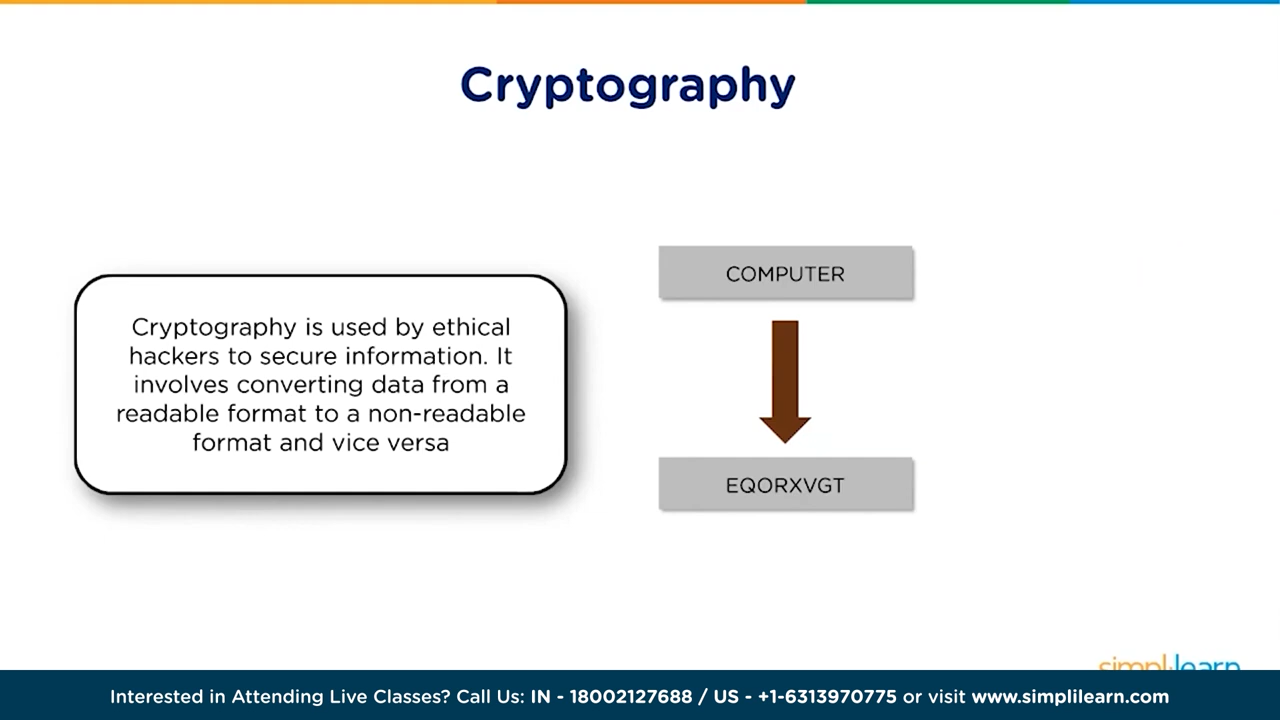 Cryptography
Cryptography is used by ethical
hackers to secure information. It
involves converting data from a
readable format to a non-readable
format and vice versa
COMPUTER
EQORXVGT
simplilearn
Interested in Attending Live Classes? Call Us: IN - 18002127688 / US - +1-6313970775 or visit www.simplilearn.com